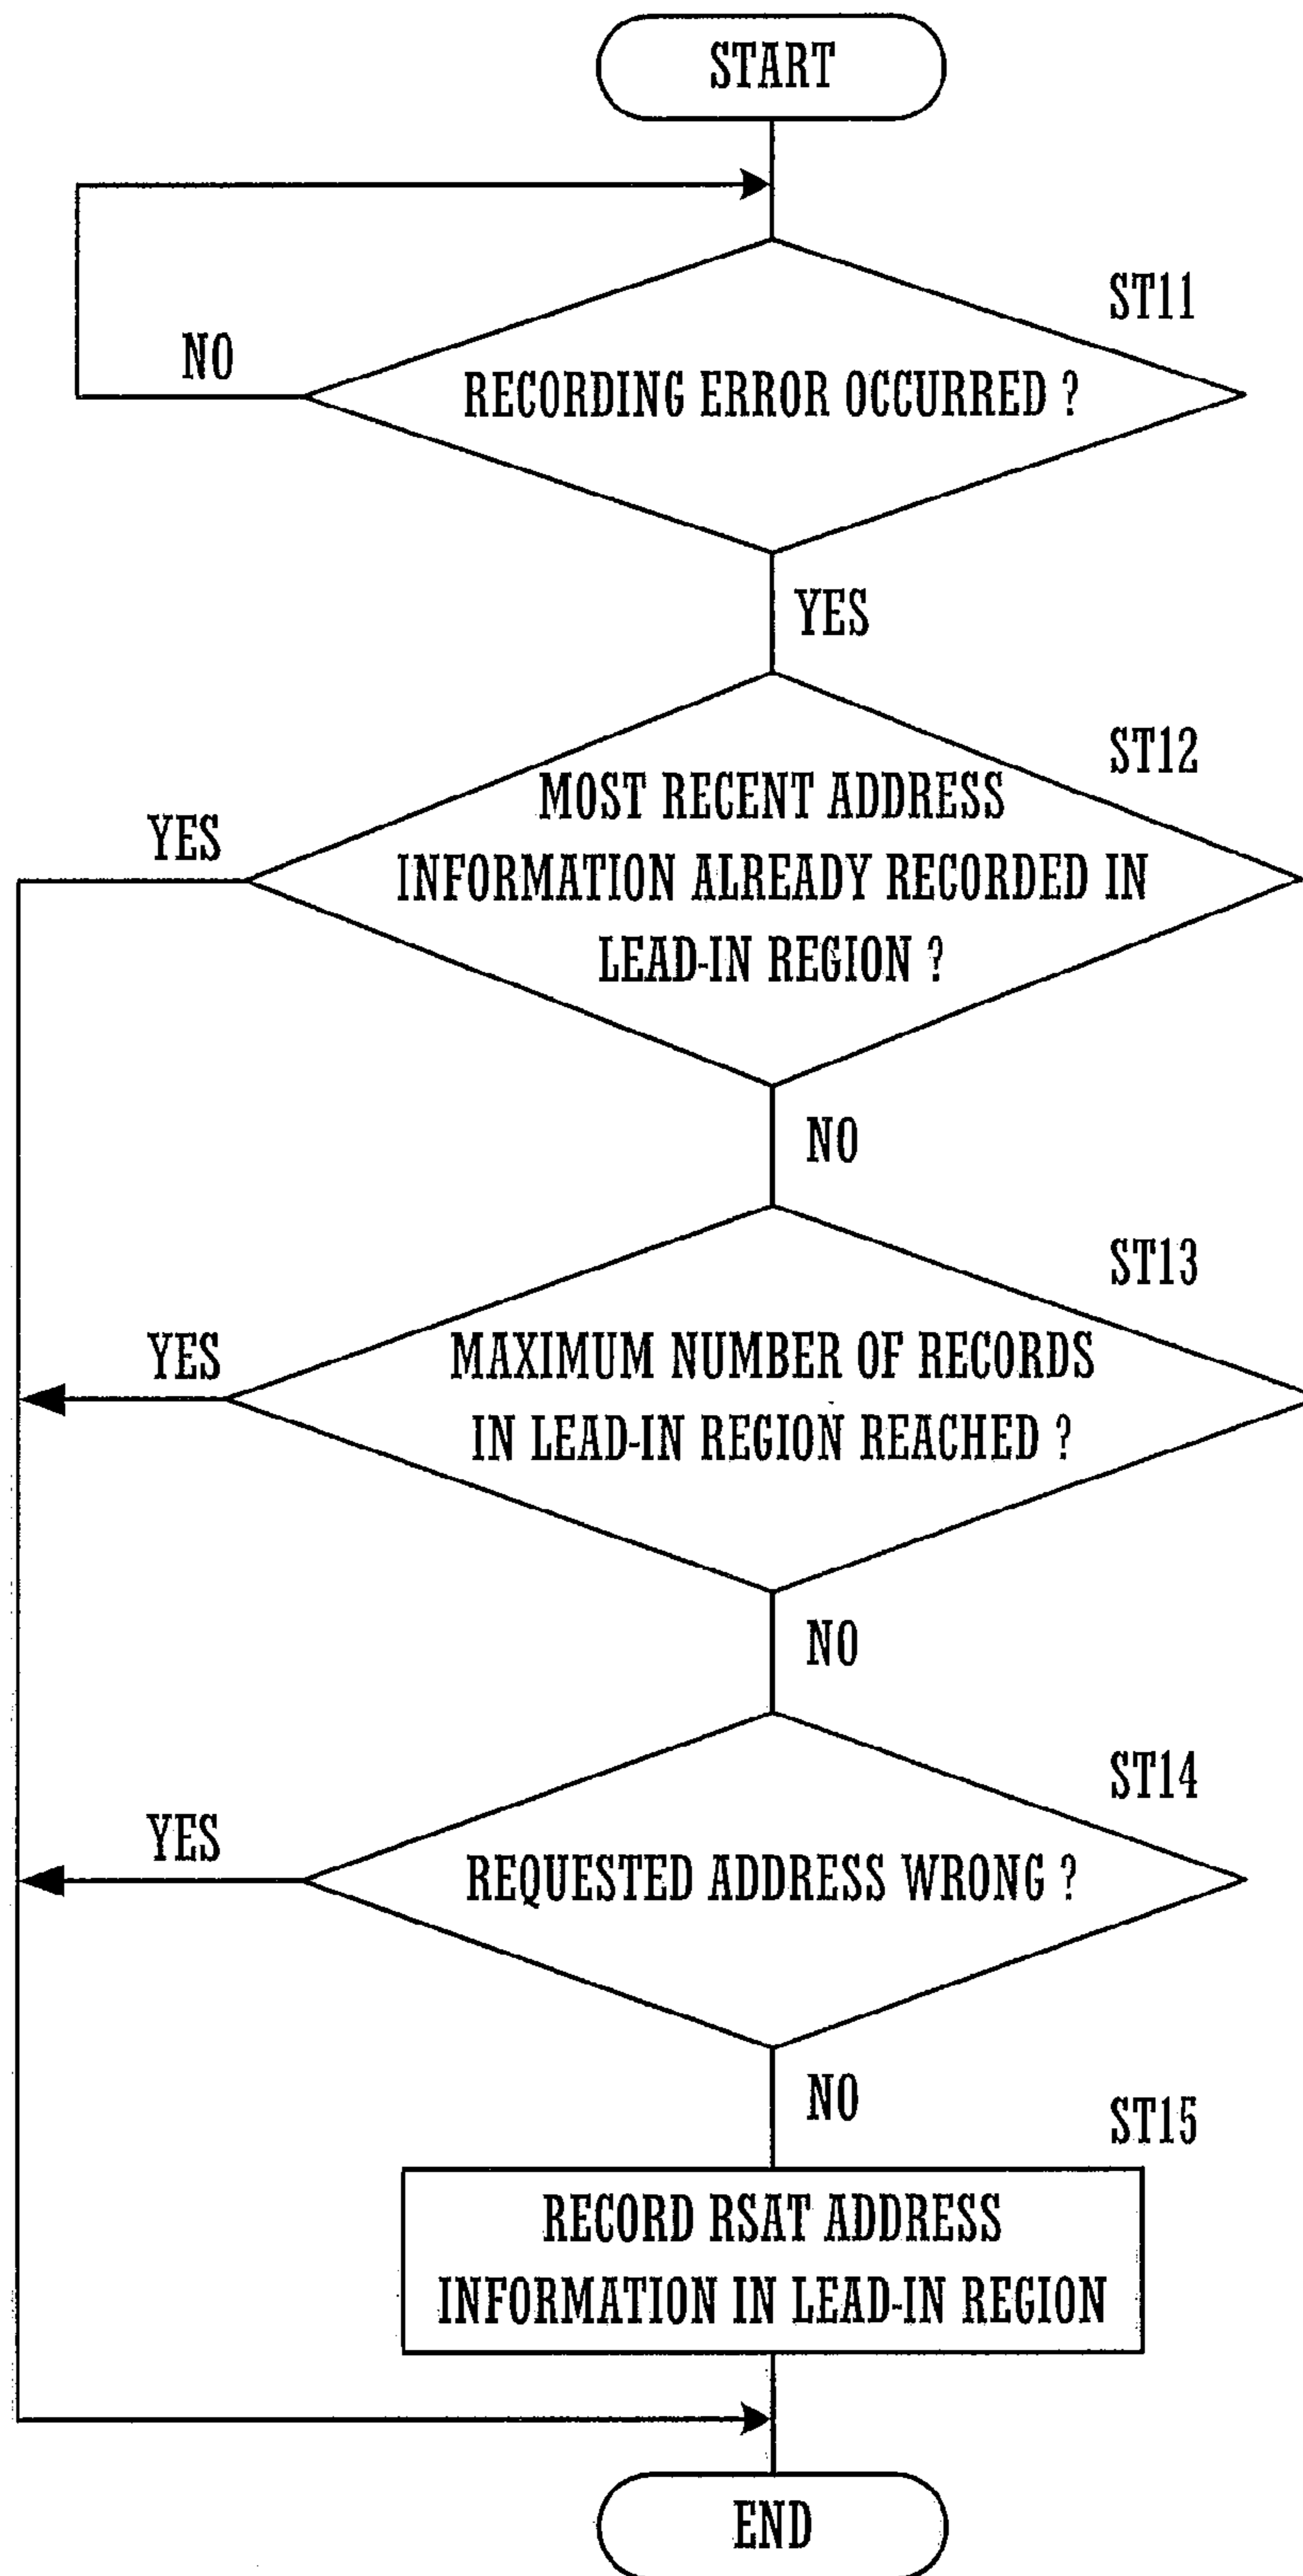 START
ST11
NO
RECORDING ERROR OCCURRED ?
YES
ST12
YES
MOST RECENT ADDRESS
INFORMATION ALREADY RECORDED IN
LEAD-IN REGION ?
NO
ST13
YES
MAXIMUM NUMBER OF RECORDS
IN LEAD-IN REGION REACHED ?
NO
ST14
YES
REQUESTED ADDRESS WRONG ?
NO
ST15
RECORD RSAT ADDRESS
INFORMATION IN LEAD-IN REGION
END